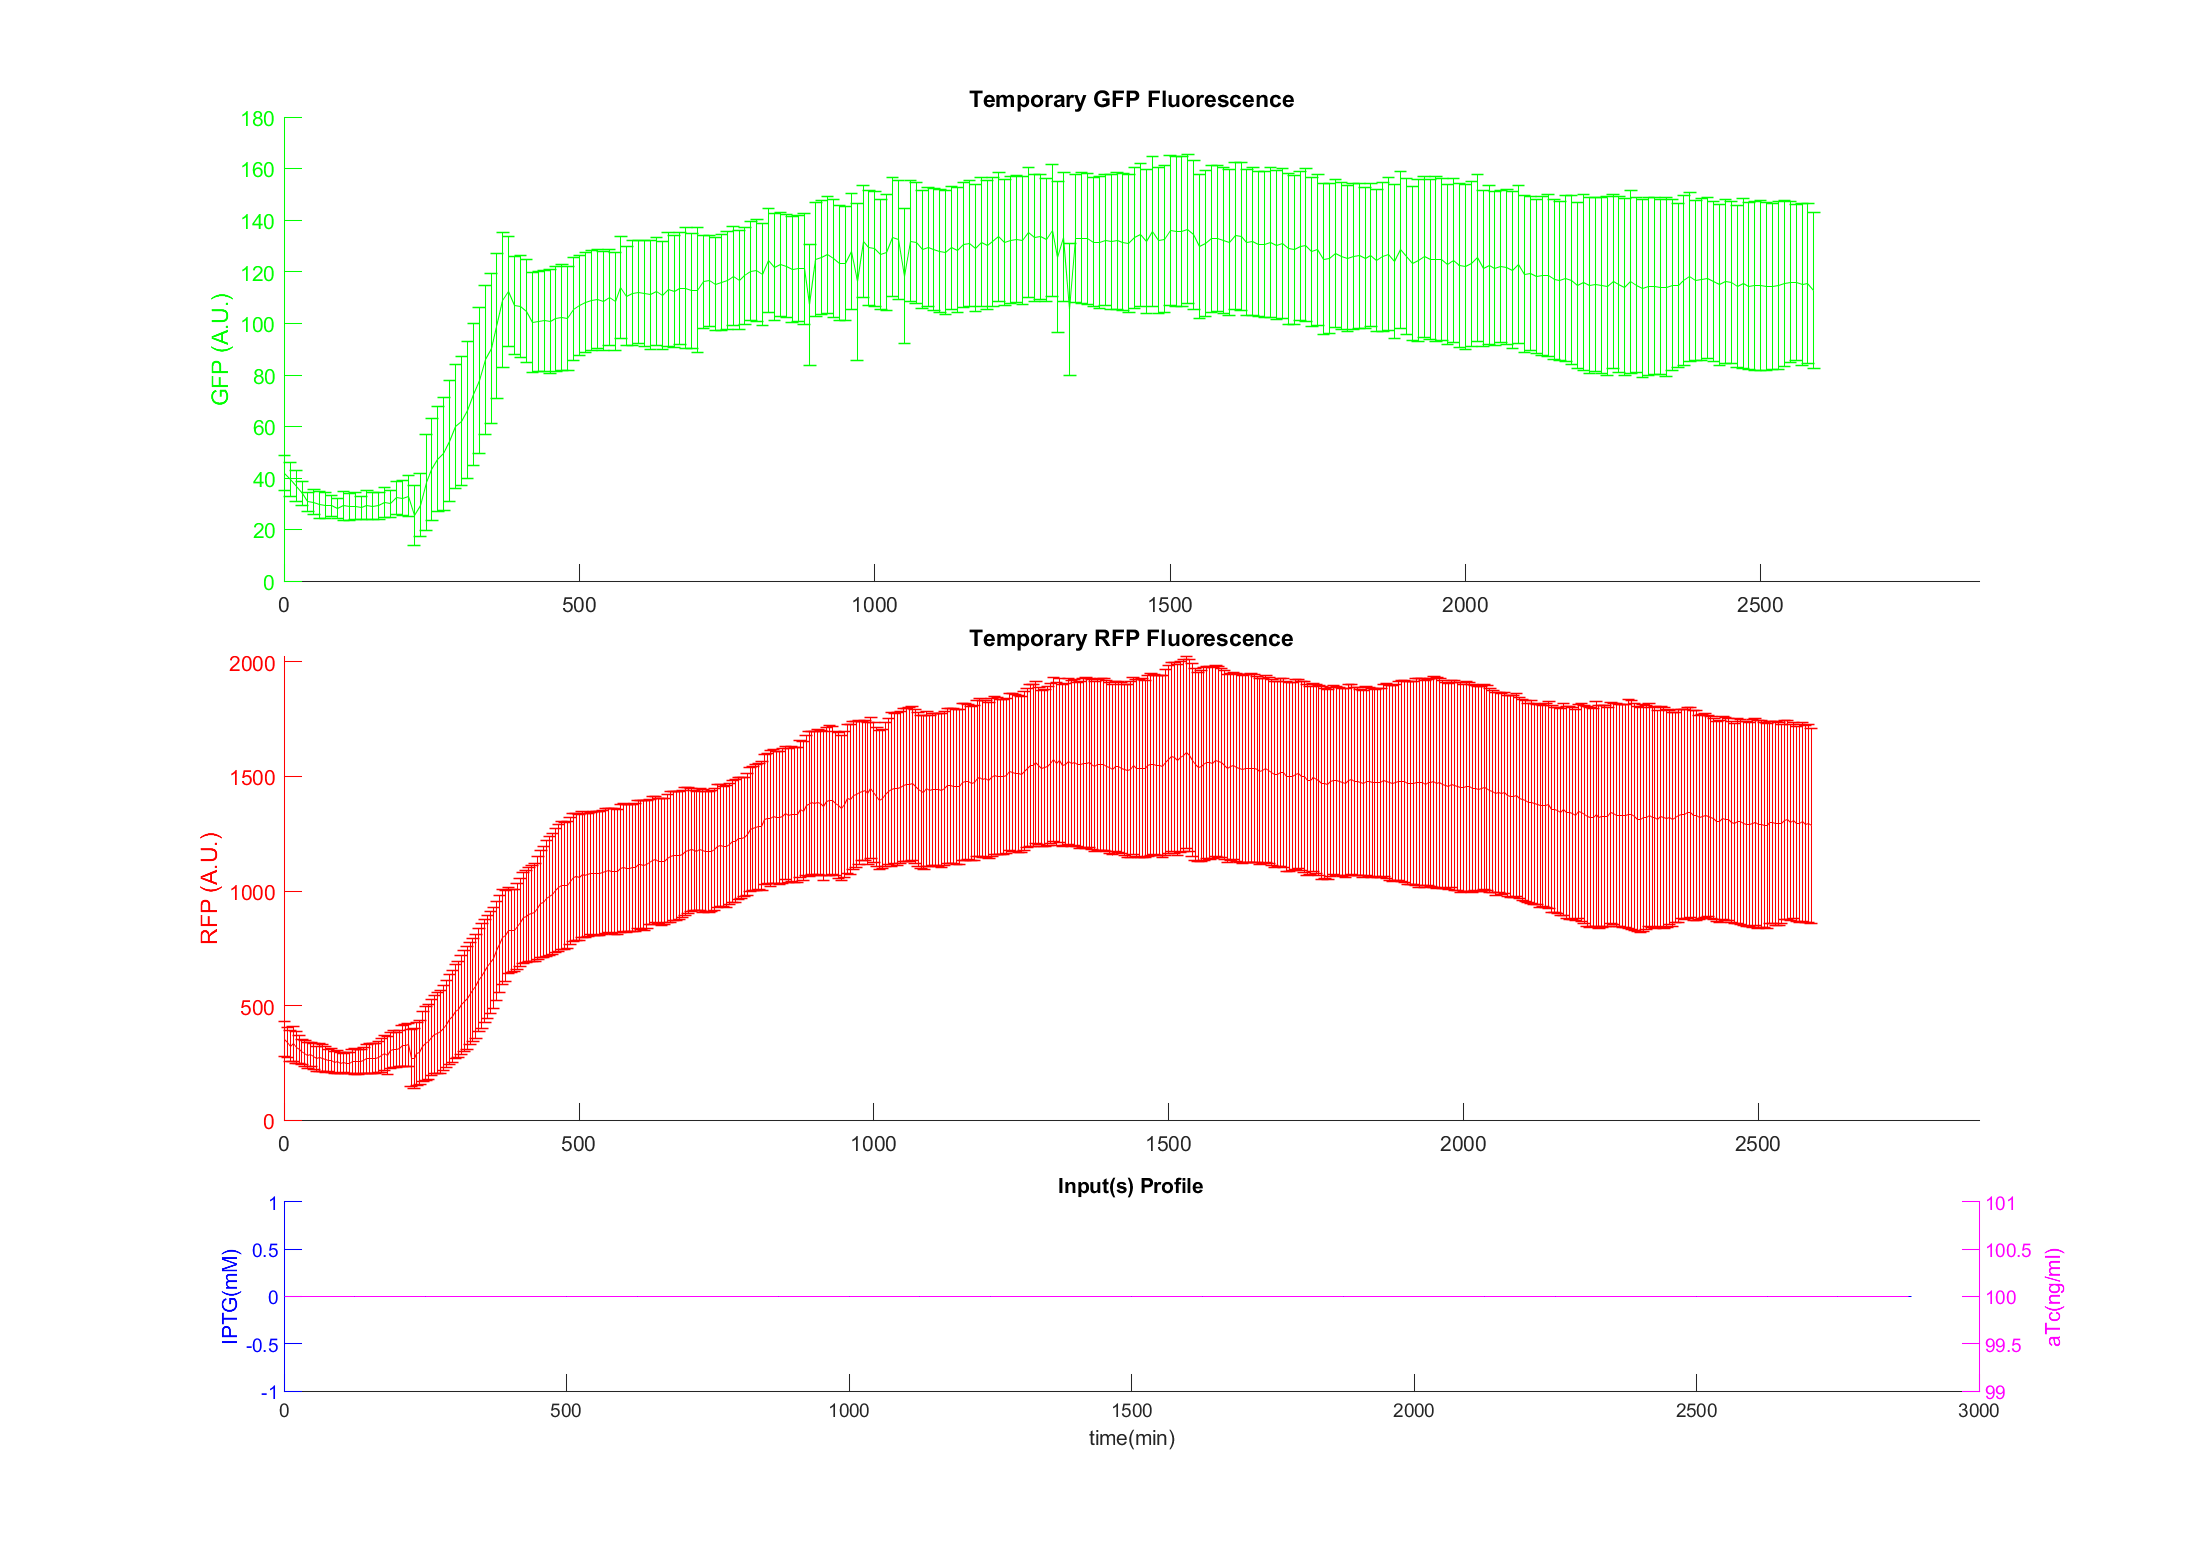 Temporary GFP Fluorescence
180
160
140
120
100
80
60
40
20
0
GFP (A.U.)
0 500 1000 1500 2000 2500
Temporary RFP Fluorescence
2000
1500
1000
500
0
RFP (A.U.)
0 500 1000 1500 2000 2500
Input(s) Profile
1
0.5
0
-0.5
-1
IPTG(mM)
101
100.5
100
99.5
99
aTc(ng/ml)
0 500 1000 1500 2000 2500 3000
time(min)